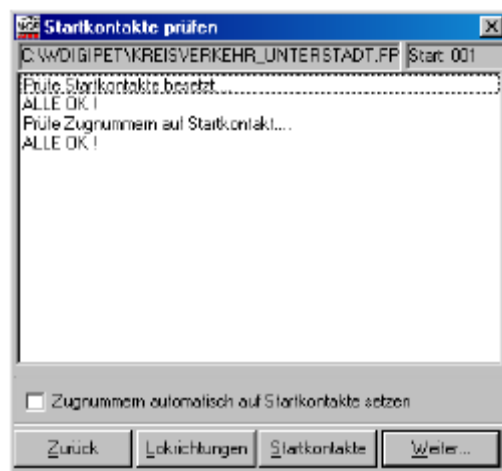 Startkontakte prüfen
C:\WDIGIPET\KREISVERKEHR_UNTERSTADT.FP Start: 001
Prüfe Startkontakte besetzt....
ALLE OK !
Prüfe Zugnummern auf Startkontakt....
ALLE OK !
Zugnummern automatisch auf Startkontakte setzen
Zurück Lokrichtungen Startkontakte Weiter...